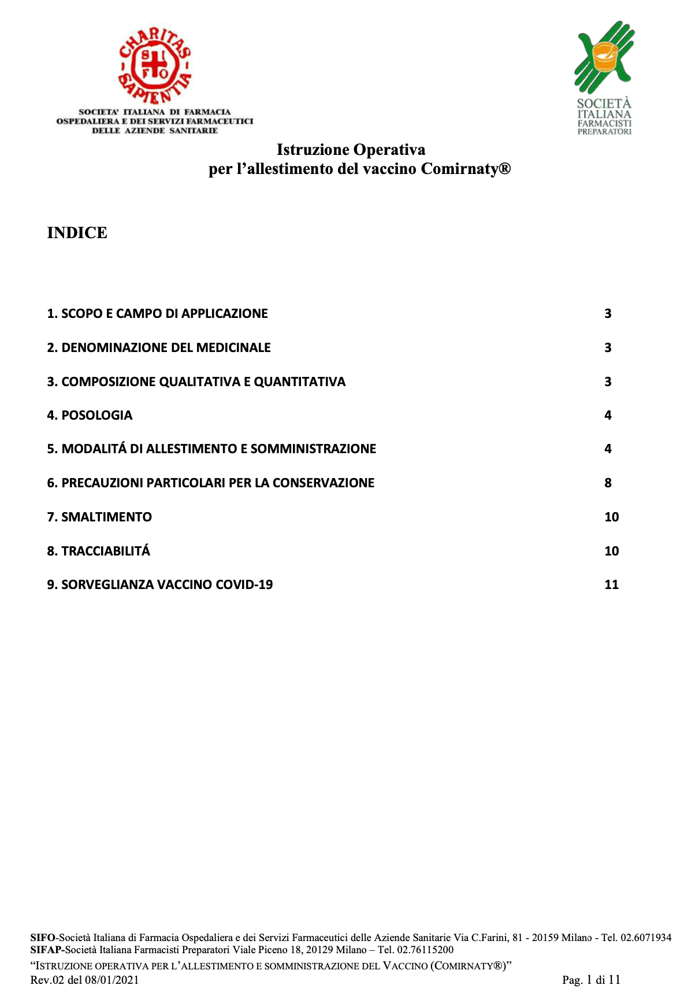 CHARITAS
SIFO
SAPIENTIA
SOCIETA' ITALIANA DI FARMACIA
OSPEDALIERA E DEI SERVIZI FARMACEUTICI
DELLE AZIENDE SANITARIE
SOCIETÀ
ITALIANA
FARMACISTI
PREPARATORI
Istruzione Operativa
per l’allestimento del vaccino Comirnaty®
INDICE
1. SCOPO E CAMPO DI APPLICAZIONE 3
2. DENOMINAZIONE DEL MEDICINALE 3
3. COMPOSIZIONE QUALITATIVA E QUANTITATIVA 3
4. POSOLOGIA 4
5. MODALITÁ DI ALLESTIMENTO E SOMMINISTRAZIONE 4
6. PRECAUZIONI PARTICOLARI PER LA CONSERVAZIONE 8
7. SMALTIMENTO 10
8. TRACCIABILITÁ 10
9. SORVEGLIANZA VACCINO COVID-19 11
SIFO-Società Italiana di Farmacia Ospedaliera e dei Servizi Farmaceutici delle Aziende Sanitarie Via C.Farini, 81 - 20159 Milano - Tel. 02.6071934
SIFAP-Società Italiana Farmacisti Preparatori Viale Piceno 18, 20129 Milano – Tel. 02.76115200
“ISTRUZIONE OPERATIVA PER L’ALLESTIMENTO E SOMMINISTRAZIONE DEL VACCINO (COMIRNATY®)”
Rev.02 del 08/01/2021 Pag. 1 di 11